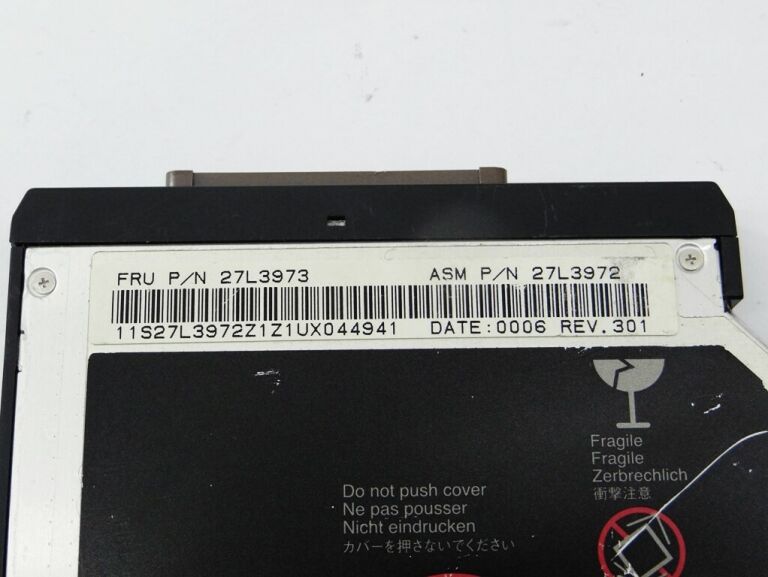 FRU P/N 27L3973 ASM P/N 27L3972
11S27L3972Z1Z1UX044941 DATE:0006 REV.301
Fragile
Fragile
Zerbrechlich
衝撃注意
Do not push cover
Ne pas pousser
Nicht eindrucken
カバーを押さないでください